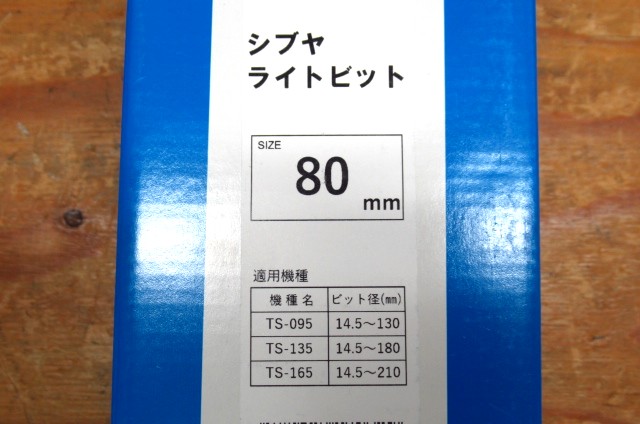 シブヤ
ライトビット
SIZE
80 mm
適用機種
機種名 ビット径(㎜)
TS-095 14.5～130
TS-135 14.5～180
TS-165 14.5～210